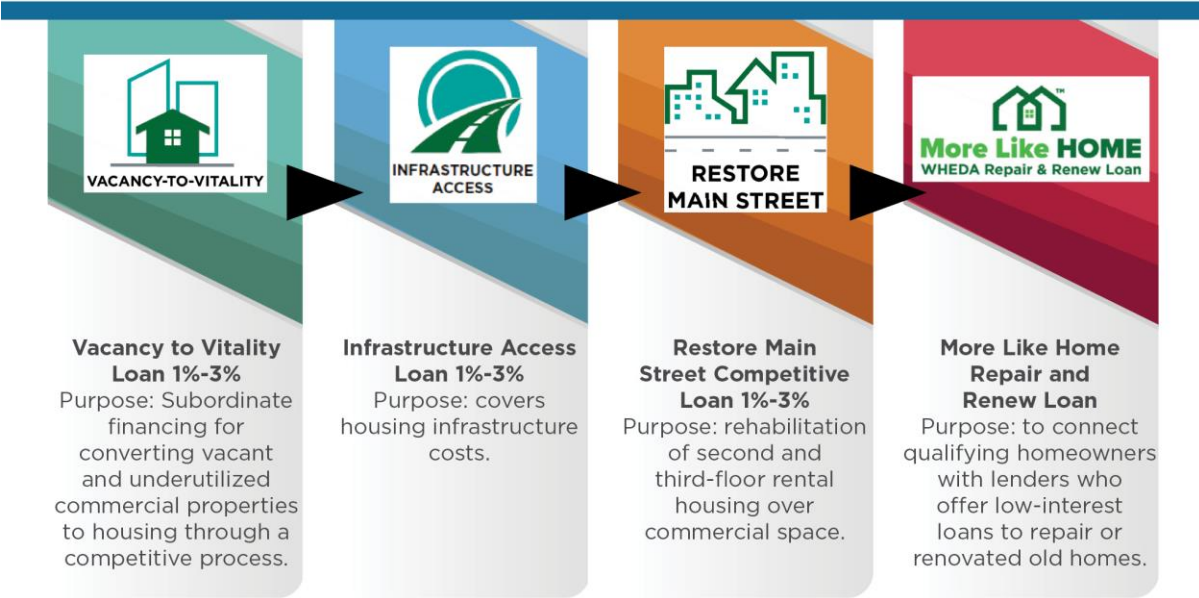 VACANCY-TO-VITALITY
Vacancy to Vitality
Loan 1%-3%
Purpose: Subordinate
financing for
converting vacant
and underutilized
commercial properties
to housing through a
competitive process.
INFRASTRUCTURE
ACCESS
Infrastructure Access
Loan 1%-3%
Purpose: covers
housing infrastructure
costs.
RESTORE
MAIN STREET
Restore Main
Street Competitive
Loan 1%-3%
Purpose: rehabilitation
of second and
third-floor rental
housing over
commercial space.
TM
More Like HOME
WHEDA Repair & Renew Loan
More Like Home
Repair and
Renew Loan
Purpose: to connect
qualifying homeowners
with lenders who
offer low-interest
loans to repair or
renovated old homes.